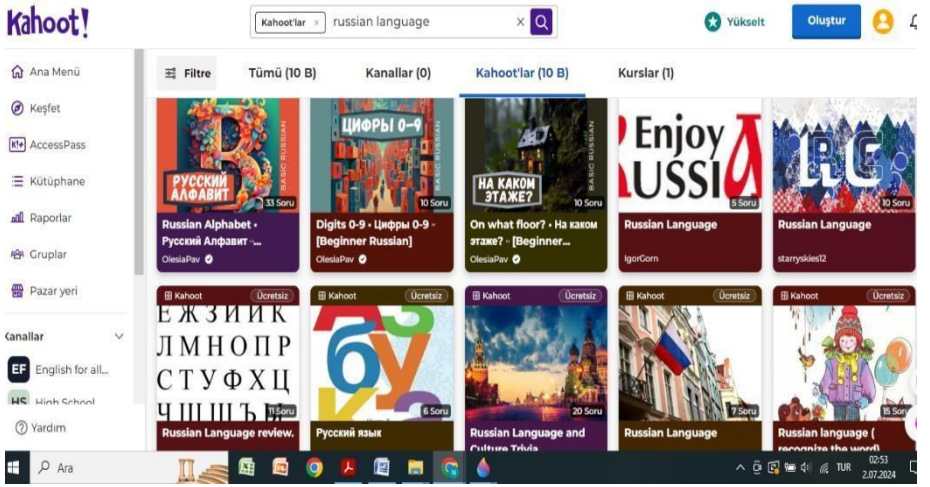 Kahoot!
Kahoot'lar × russian language ×
Yükselt
Oluştur
Ana Menü
Keşfet
K!+ AccessPass
Kütüphane
Raporlar
Gruplar
Pazar yeri
Kanallar
EF English for all...
HS High School
Yardım
Filtre
Tümü (10 B)
Kanallar (0)
Kahoot'lar (10 B)
Kurslar (1)
РУССКИЙ
АЛФАВИТ
BASIC RUSSIAN
33 Soru
Russian Alphabet •
Русский Алфавит ·-...
OlesiaPav
ЦИФРЫ 0-9
BASIC RUSSIAN
10 Soru
Digits 0-9 • Цифры 0-9 ·-
[Beginner Russian]
OlesiaPav
НА КАКОМ
ЭТАЖЕ?
BASIC RUSSIAN
10 Soru
On what floor? • На каком
этаже? ·- [Beginner...
OlesiaPav
Enjoy
RUSSI
5 Soru
Russian Language
IgorGorn
10 Soru
Russian Language
starryskies12
Kahoot
Ücretsiz
Е Ж З И Й К
Л М Н О П Р
С Т У Ф Х Ц
Ч Ш Щ Ъ
11 Soru
Russian Language review.
Kahoot
Ücretsiz
АЗ
бу
К
6 Soru
Русский язык
Kahoot
Ücretsiz
20 Soru
Russian Language and
Culture Trivia
Kahoot
Ücretsiz
7 Soru
Russian Language
Kahoot
Ücretsiz
15 Soru
Russian language (
recognize the word)
Ara
TUR
02:53
2.07.2024